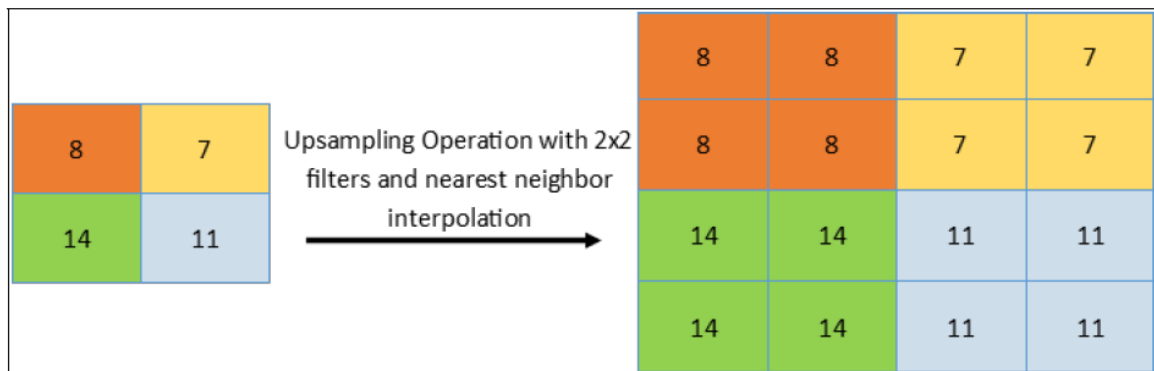 8 7
14 11
Upsampling Operation with 2x2
filters and nearest neighbor
interpolation
8 8 7 7
8 8 7 7
14 14 11 11
14 14 11 11